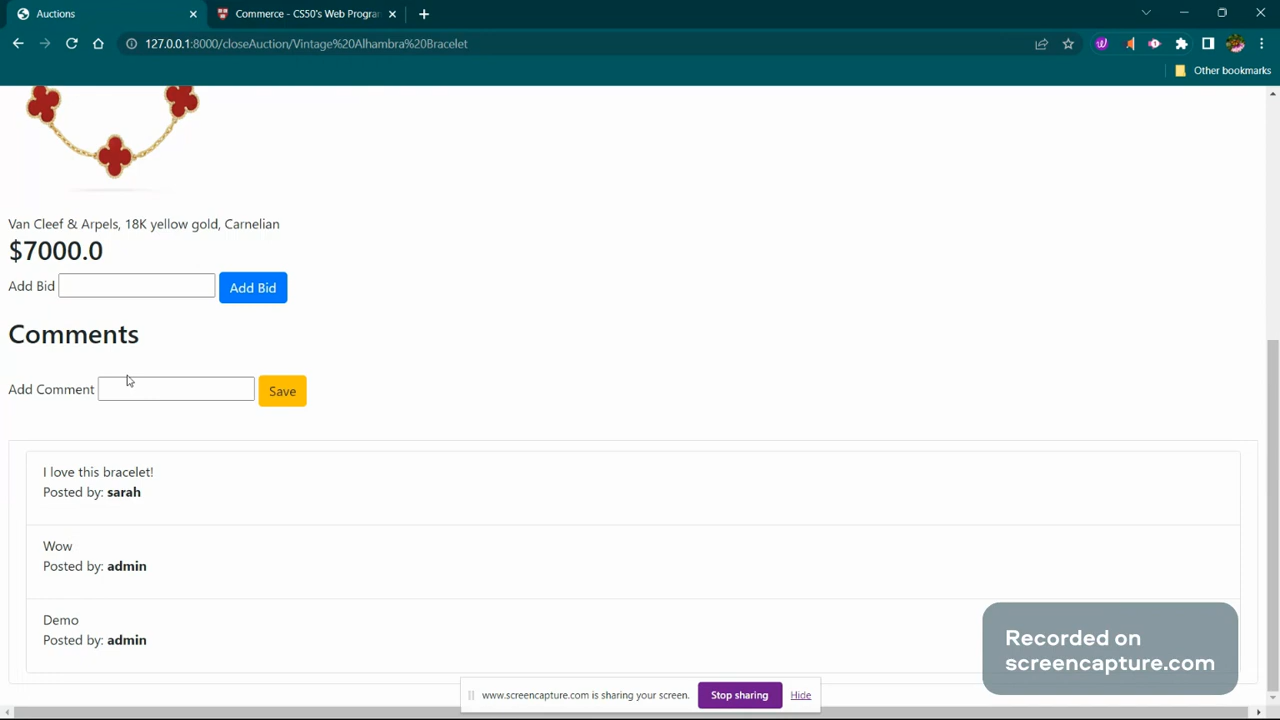 Auctions
Commerce - CS50's Web Progra
127.0.0.1:8000/closeAuction/Vintage%20Alhambra%20Bracelet
Other bookmarks
Van Cleef & Arpels, 18K yellow gold, Carnelian
$7000.0
Add Bid Add Bid
Comments
Add Comment Save
I love this bracelet!
Posted by: sarah
Wow
Posted by: admin
Demo
Posted by: admin
Recorded on
screencapture.com
www.screencapture.com is sharing your screen. Stop sharing Hide